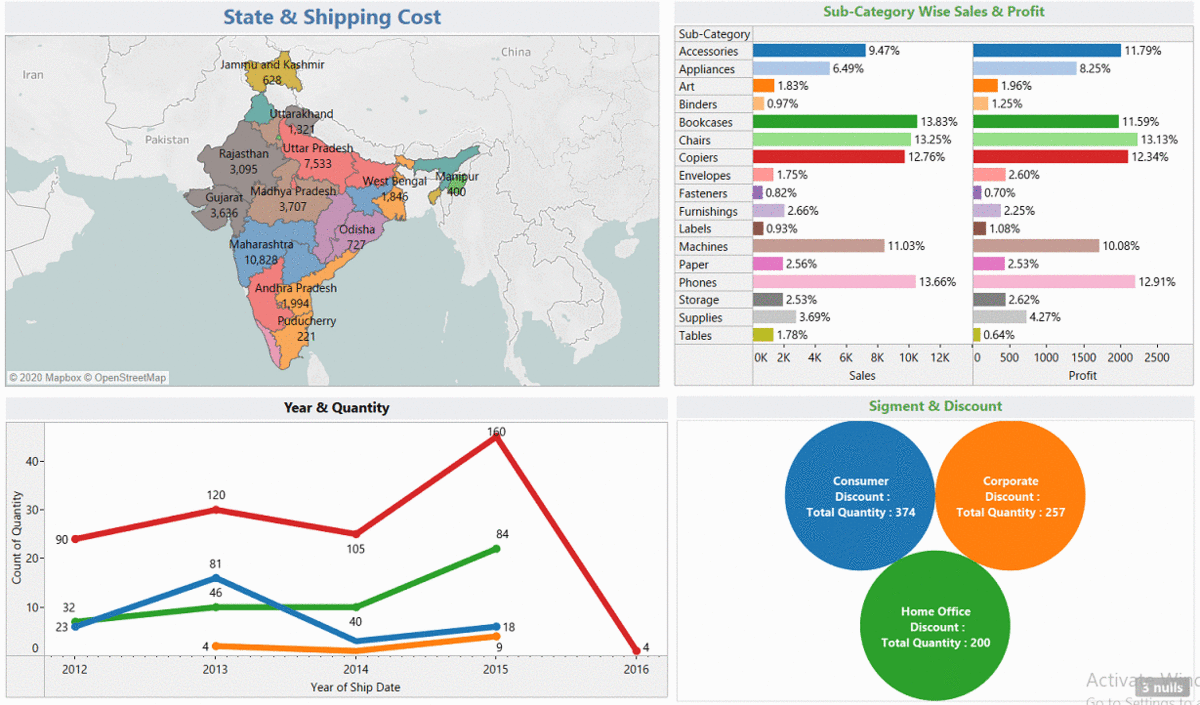 State & Shipping Cost
Iran
China
Pakistan
Jammu and Kashmir
628
Uttarakhand
1,321
Uttar Pradesh
7,533
Rajasthan
3,095
West Bengal
1,846
Manipur
400
Gujarat
3,636
Madhya Pradesh
3,707
Odisha
727
Maharashtra
10,828
Andhra Pradesh
1,994
Puducherry
221
© 2020 Mapbox © OpenStreetMap
Sub-Category Wise Sales & Profit
Sub-Category
Accessories 9.47% 11.79%
Appliances 6.49% 8.25%
Art 1.83% 1.96%
Binders 0.97% 1.25%
Bookcases 13.83% 11.59%
Chairs 13.25% 13.13%
Copiers 12.76% 12.34%
Envelopes 1.75% 2.60%
Fasteners 0.82% 0.70%
Furnishings 2.66% 2.25%
Labels 0.93% 1.08%
Machines 11.03% 10.08%
Paper 2.56% 2.53%
Phones 13.66% 12.91%
Storage 2.53% 2.62%
Supplies 3.69% 4.27%
Tables 1.78% 0.64%
0K 2K 4K 6K 8K 10K 12K 0 500 1000 1500 2000 2500
Sales Profit
Year & Quantity
Count of Quantity
40
30
20
10
0
90
120
105
160
4
32
46
40
84
23
81
18
4
9
2012 2013 2014 2015 2016
Year of Ship Date
Sigment & Discount
Consumer
Discount :
Total Quantity : 374
Corporate
Discount :
Total Quantity : 257
Home Office
Discount :
Total Quantity : 200
Activate
3 nulls
Go to Settings to